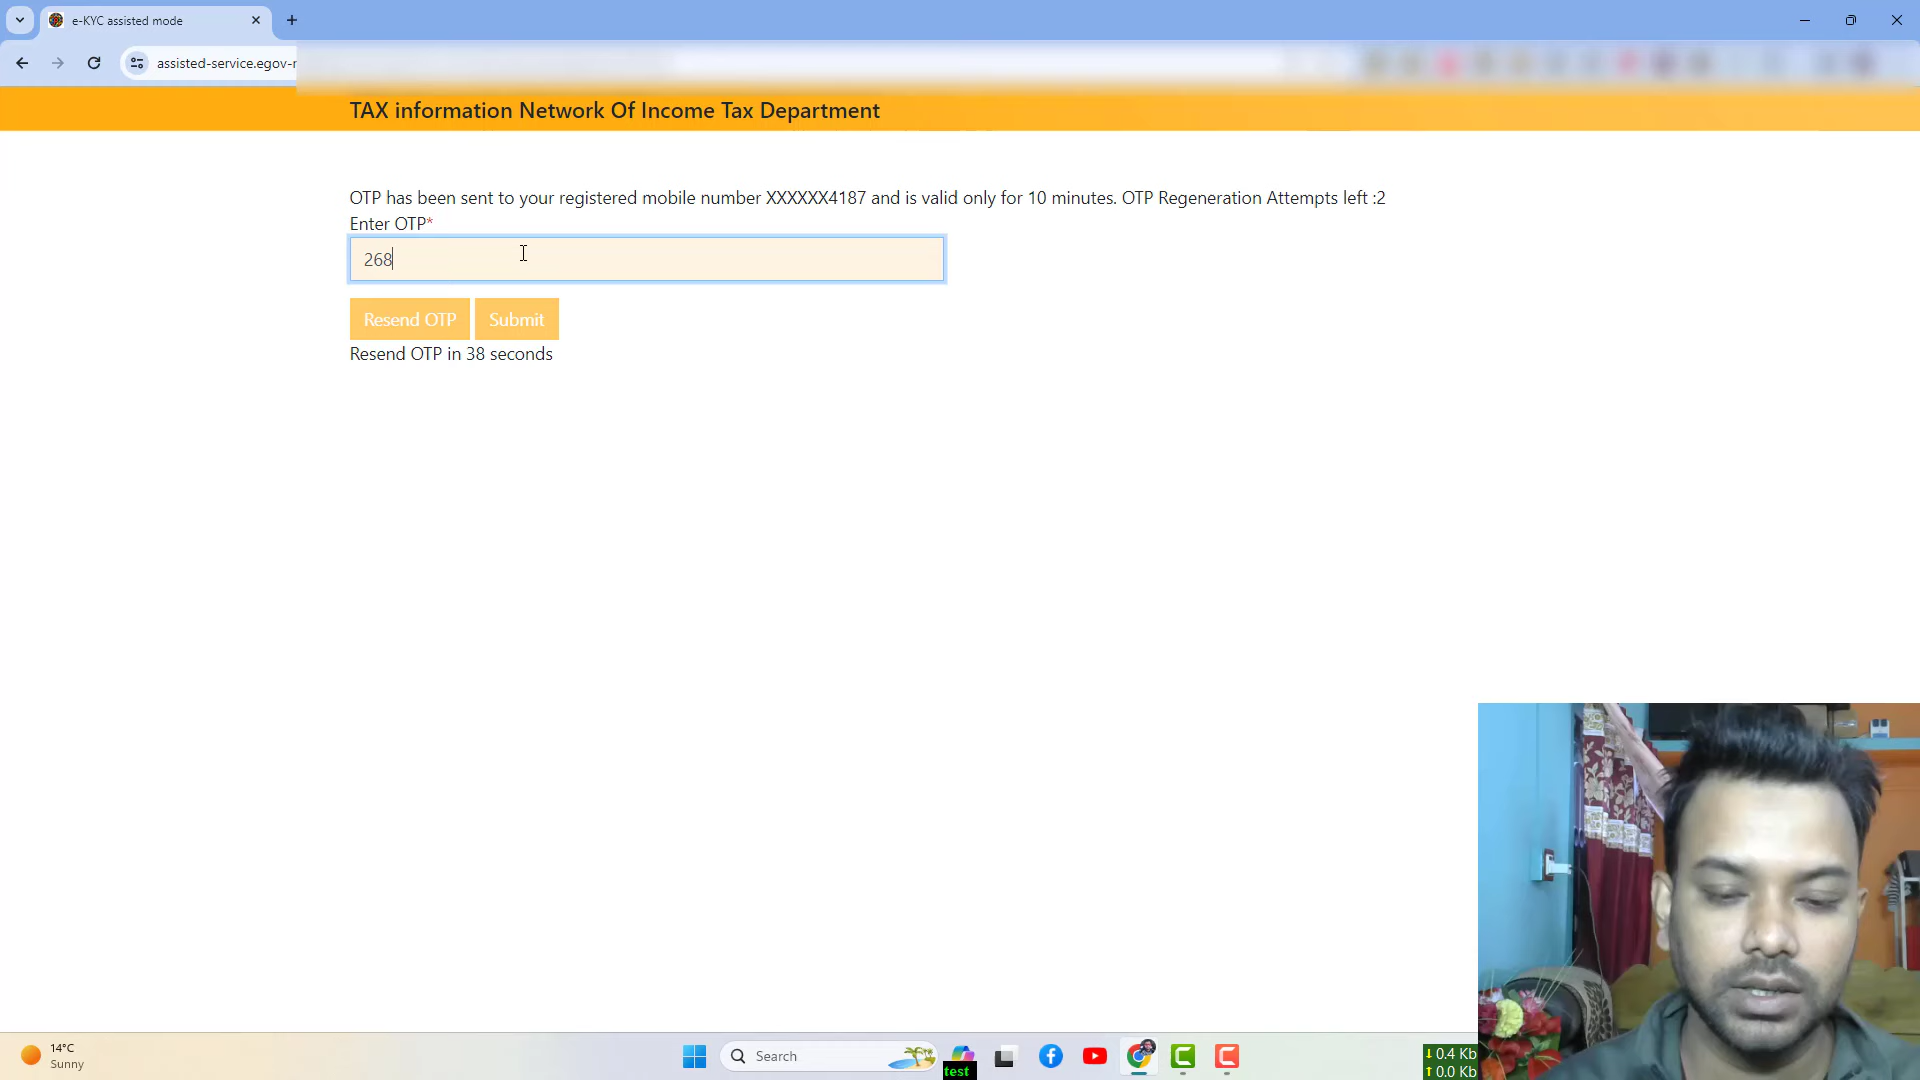 e-KYC assisted mode
assisted-service.egov-
TAX information Network Of Income Tax Department
OTP has been sent to your registered mobile number XXXXXX4187 and is valid only for 10 minutes. OTP Regeneration Attempts left :2
Enter OTP*
268
Resend OTP Submit
Resend OTP in 38 seconds
14°C
Sunny
Search
test
↓ 0.4 Kb
↑ 0.0 Kb